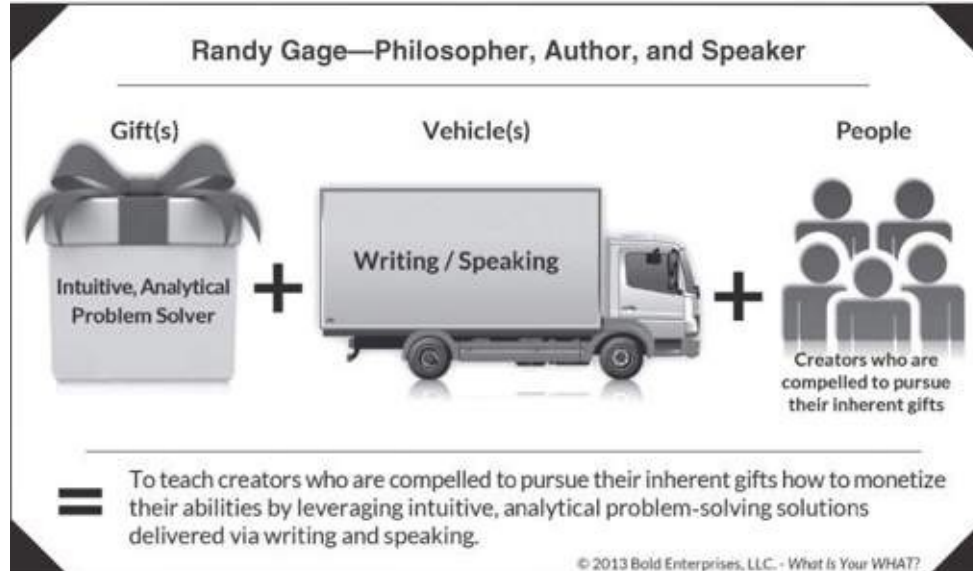 Randy Gage—Philosopher, Author, and Speaker
Gift(s)
Vehicle(s)
People
Intuitive, Analytical
Problem Solver
Writing / Speaking
Creators who are
compelled to pursue
their inherent gifts
To teach creators who are compelled to pursue their inherent gifts how to monetize
their abilities by leveraging intuitive, analytical problem-solving solutions
delivered via writing and speaking.
© 2013 Bold Enterprises, LLC. - What Is Your WHAT?